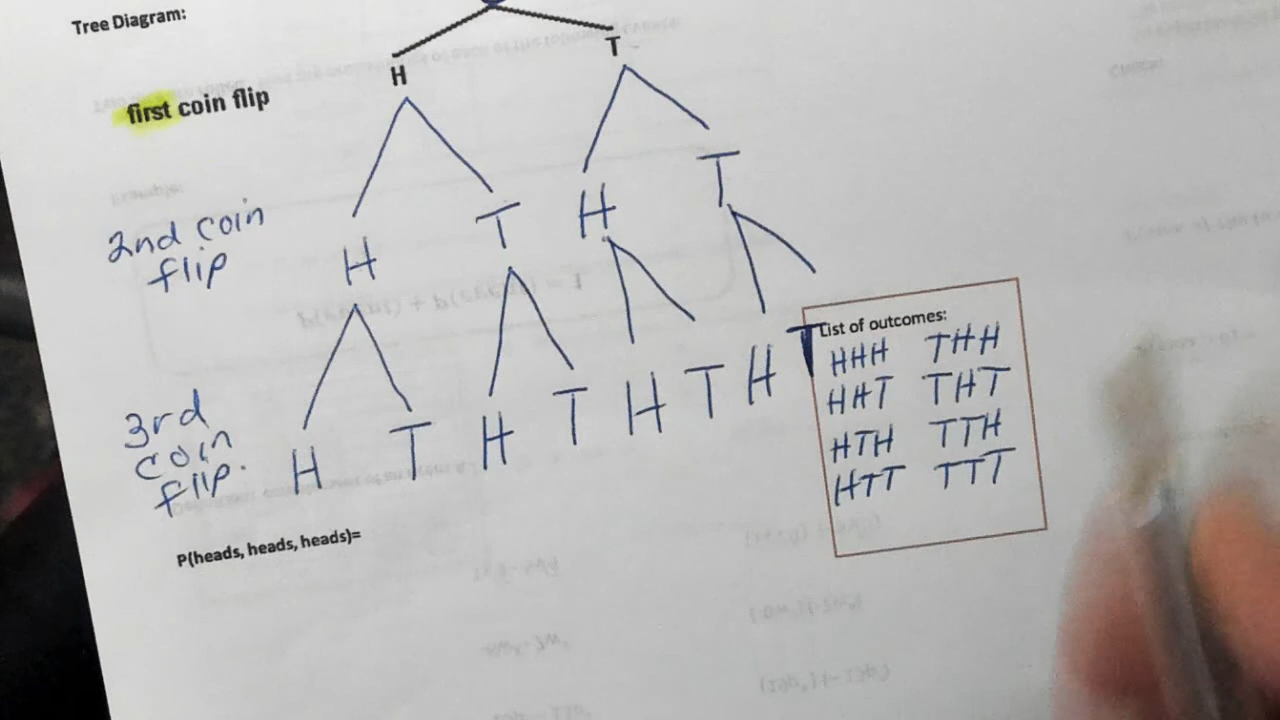 Tree Diagram:
H T
first coin flip
2nd coin
flip
H T H T
3rd
coin
flip.
H T H T H T H T
List of outcomes:
HHH THH
HHT THT
HTH TTH
HTT TTT
P(heads, heads, heads)=